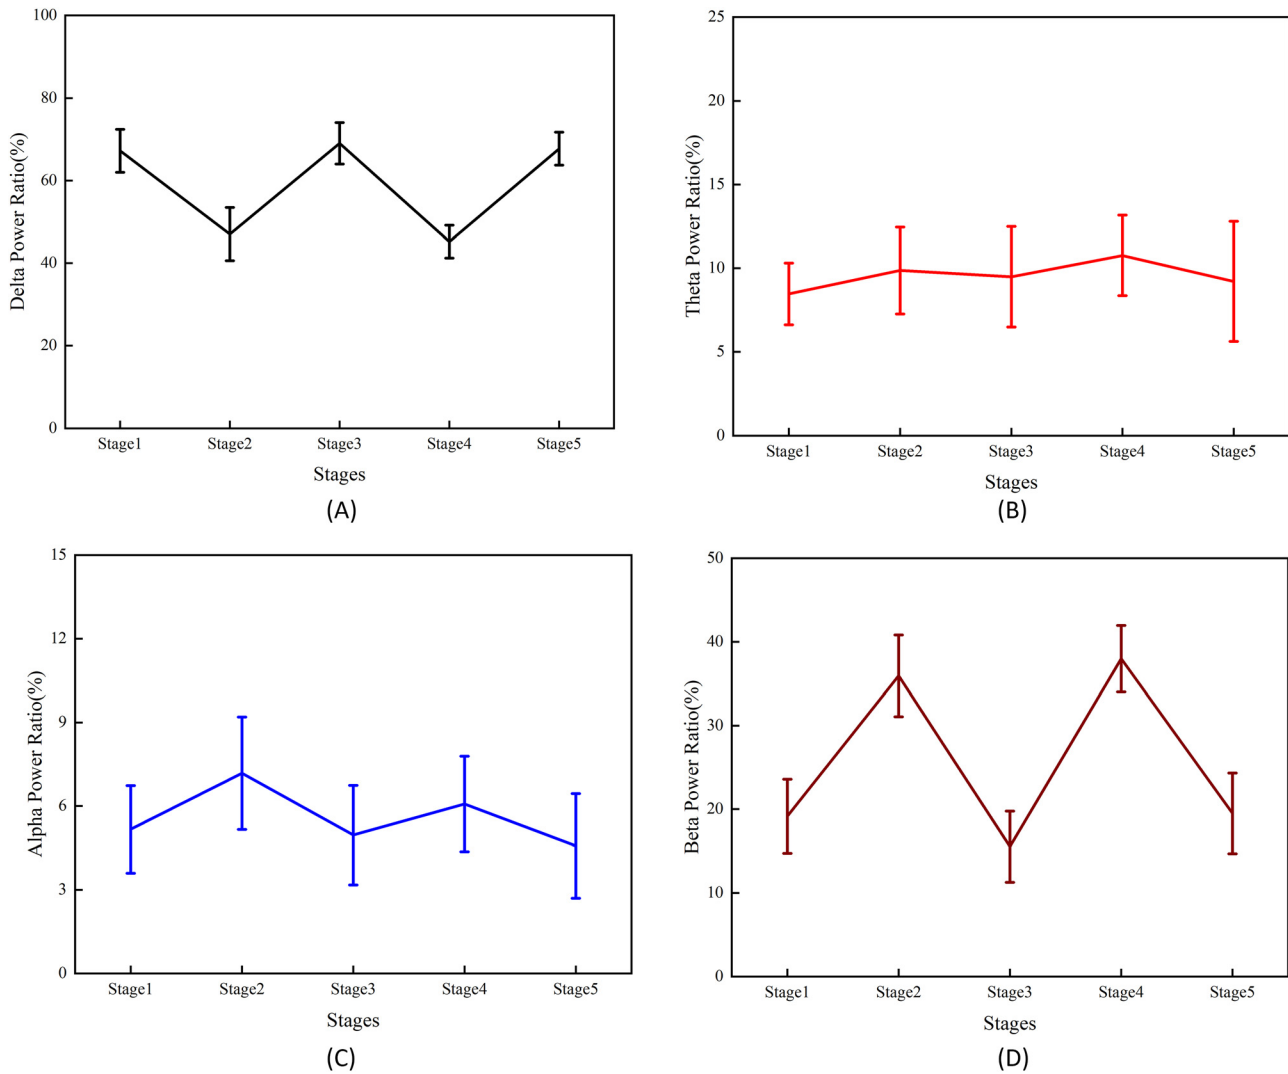 Delta Power Ratio(%)
100
80
60
40
20
0
Stage1 Stage2 Stage3 Stage4 Stage5
Stages
(A)
Theta Power Ratio(%)
25
20
15
10
5
0
Stage1 Stage2 Stage3 Stage4 Stage5
Stages
(B)
Alpha Power Ratio(%)
15
12
9
6
3
0
Stage1 Stage2 Stage3 Stage4 Stage5
Stages
(C)
Beta Power Ratio(%)
50
40
30
20
10
0
Stage1 Stage2 Stage3 Stage4 Stage5
Stages
(D)